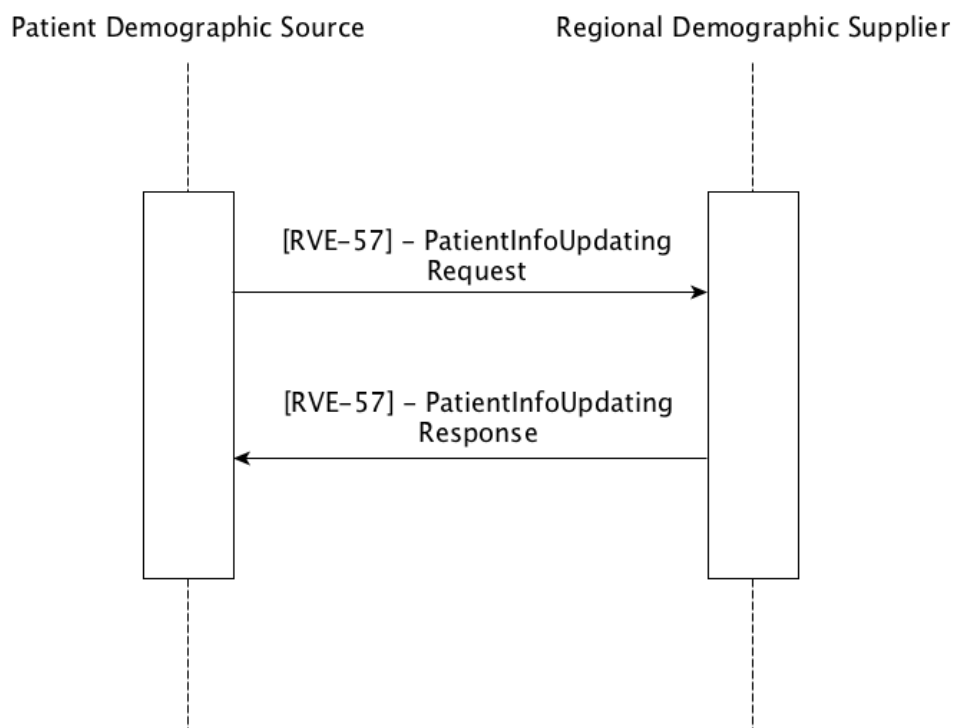 Patient Demographic Source
Regional Demographic Supplier
[RVE-57] - PatientInfoUpdating
Request
[RVE-57] - PatientInfoUpdating
Response